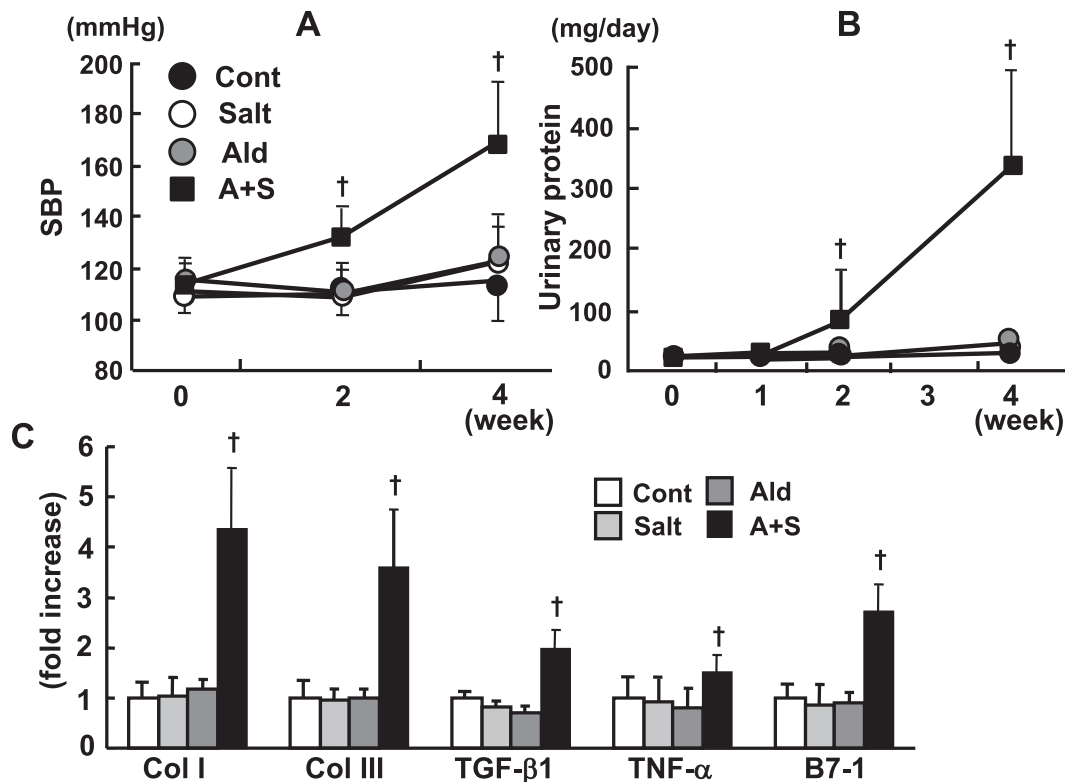 (mmHg) A
200
180
160
140
120
100
80
SBP
Cont
Salt
Ald
A+S
†
†
0 2 4
(week)
(mg/day) B
500
400
300
200
100
0
Urinary protein
†
†
0 1 2 3 4
(week)
C
6
5
4
3
2
1
0
(fold increase)
Cont Ald
Salt A+S
†
†
†
†
†
Col I Col III TGF-β1 TNF-α B7-1